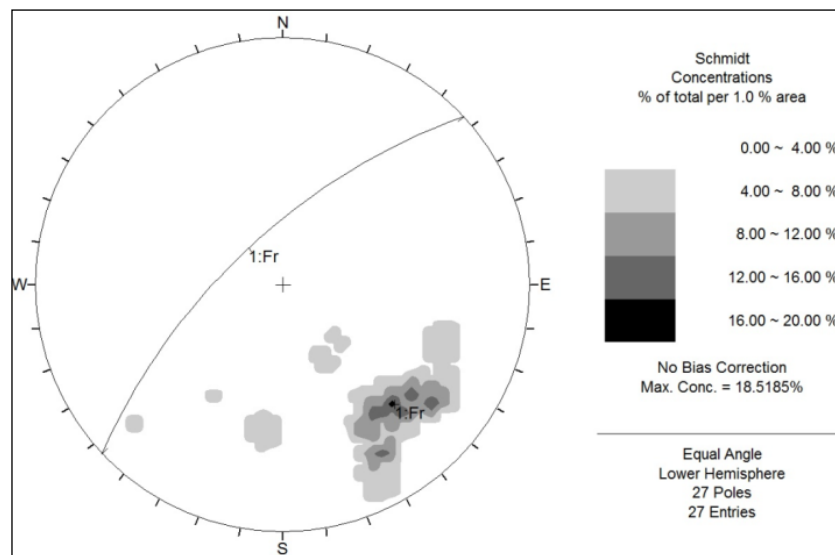 N
W
E
S
1:Fr
1:Fr
Schmidt
Concentrations
% of total per 1.0 % area
0.00 ~ 4.00 %
4.00 ~ 8.00 %
8.00 ~ 12.00 %
12.00 ~ 16.00 %
16.00 ~ 20.00 %
No Bias Correction
Max. Conc. = 18.5185%
Equal Angle
Lower Hemisphere
27 Poles
27 Entries